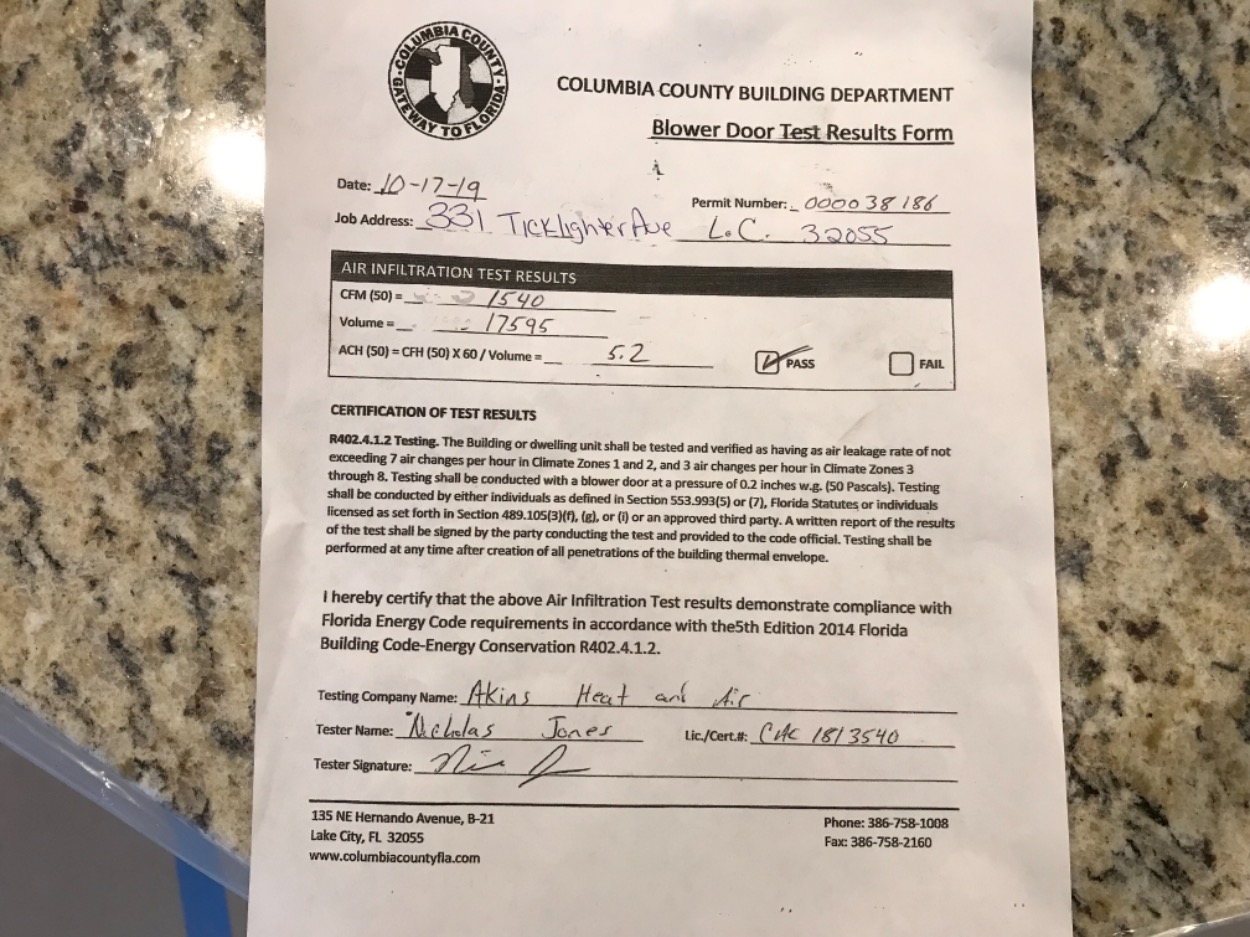 COLUMBIA COUNTY
GATEWAY TO FLORIDA
COLUMBIA COUNTY BUILDING DEPARTMENT
Blower Door Test Results Form
Date: 10-17-19
Permit Number: 000038186
Job Address: 331 Ticklighter Ave L.C. 32055
AIR INFILTRATION TEST RESULTS
CFM (50) = 1540
Volume = 17595
ACH (50) = CFH (50) X 60 / Volume = 5.2 PASS FAIL
CERTIFICATION OF TEST RESULTS
R402.4.1.2 Testing. The Building or dwelling unit shall be tested and verified as having as air leakage rate of not
exceeding 7 air changes per hour in Climate Zones 1 and 2, and 3 air changes per hour in Climate Zones 3
through 8. Testing shall be conducted with a blower door at a pressure of 0.2 inches w.g. (50 Pascals). Testing
shall be conducted by either individuals as defined in Section 553.993(5) or (7), Florida Statutes or individuals
licensed as set forth in Section 489.105(3)(f), (g), or (i) or an approved third party. A written report of the results
of the test shall be signed by the party conducting the test and provided to the code official. Testing shall be
performed at any time after creation of all penetrations of the building thermal envelope.
I hereby certify that the above Air Infiltration Test results demonstrate compliance with
Florida Energy Code requirements in accordance with the5th Edition 2014 Florida
Building Code-Energy Conservation R402.4.1.2.
Testing Company Name: Akins Heat and Air
Tester Name: Nicholas Jones Lic./Cert.#: CAC 1813540
Tester Signature:
135 NE Hernando Avenue, B-21
Lake City, FL 32055
www.columbiacountyfla.com
Phone: 386-758-1008
Fax: 386-758-2160